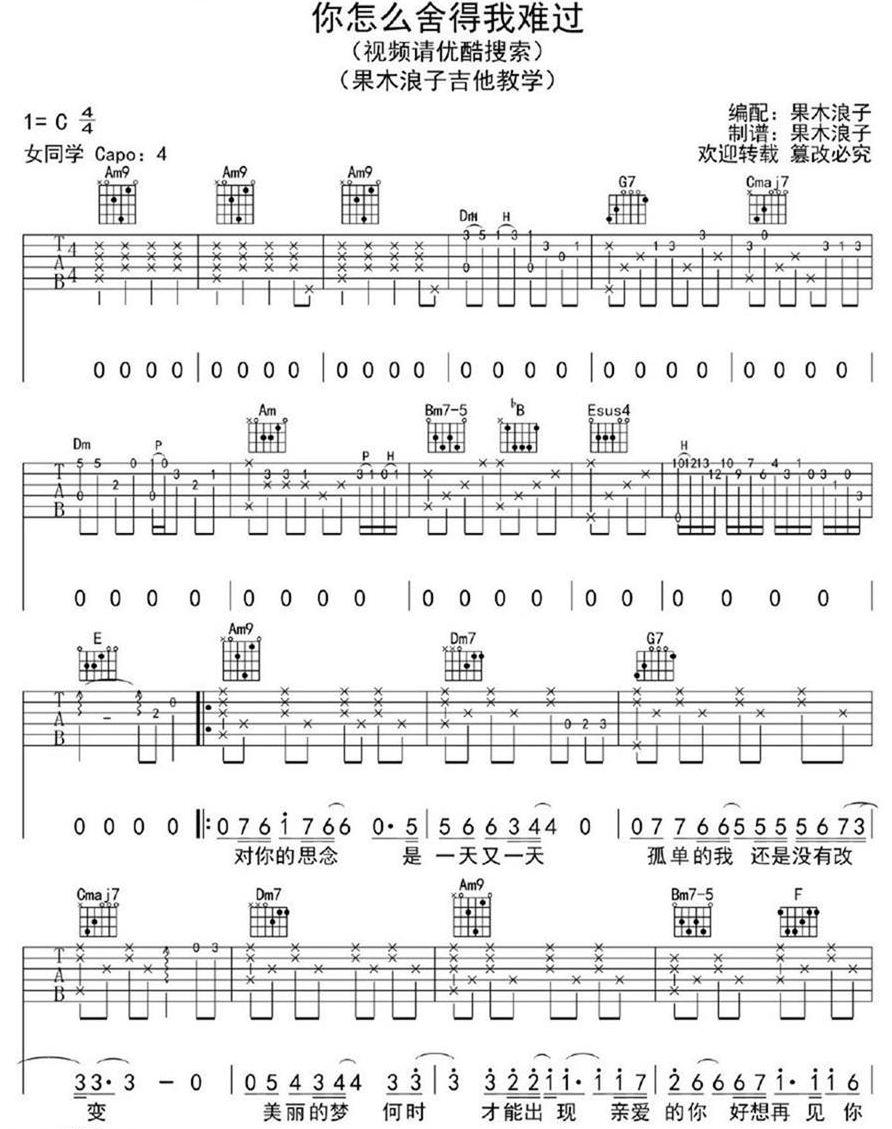 你怎么舍得我难过
（视频请优酷搜索）
（果木浪子吉他教学）
1= C 4/4
编配：果木浪子
制谱：果木浪子
女同学 Capo：4
欢迎转载 篡改必究
Am9 Am9 Am9 Dm H H G7 Cmaj7
T A B 4 4
0 0 0 0 | 0 0 0 0 | 0 0 0 0 | 0 0 0 0 | 0 0 0 0 | 0 0 0 0
Dm P Am P H Bm7-5 ♭B Esus4 H
T A B
0 0 0 0 | 0 0 0 0 | 0 0 0 0 | 0 0 | 0 0 0 0
E Am9 Dm7 G7
T A B
0 0 0 0 0 7 6 i 7 6 6 0· 5 | 5 6 6 3 4 4 0 | 0 7 7 6 6 5 5 5 5 6 7 3
对你的思念 是 一天又一天 孤单的我 还是没有改
Cmaj7 Dm7 Am9 Bm7-5 F
T A B
3 3· 3 － 0 | 0 5 4 3 4 4 3 3 | 3 3 2 2 1 1· 1 1 7 | 2 6 6 6 7 1· 1 1 6
变 美丽的梦 何时 才能出 现 亲爱 的你 好想再 见 你